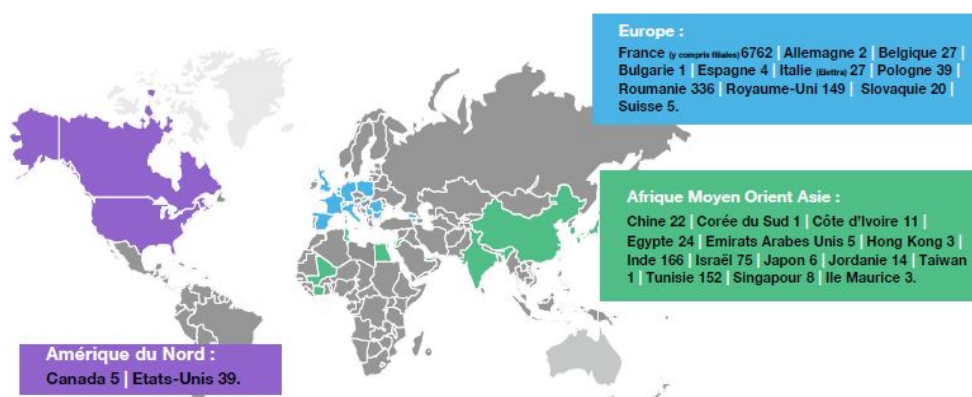 Europe :
France (y compris filiales) 6762 | Allemagne 2 | Belgique 27 |
Bulgarie 1 | Espagne 4 | Italie (Elettra) 27 | Pologne 39 |
Roumanie 336 | Royaume-Uni 149 | Slovaquie 20 |
Suisse 5.
Afrique Moyen Orient Asie :
Chine 22 | Corée du Sud 1 | Côte d'Ivoire 11 |
Egypte 24 | Emirats Arabes Unis 5 | Hong Kong 3 |
Inde 166 | Israël 75 | Japon 6 | Jordanie 14 | Taiwan
1 | Tunisie 152 | Singapour 8 | Ile Maurice 3.
Amérique du Nord :
Canada 5 | Etats-Unis 39.